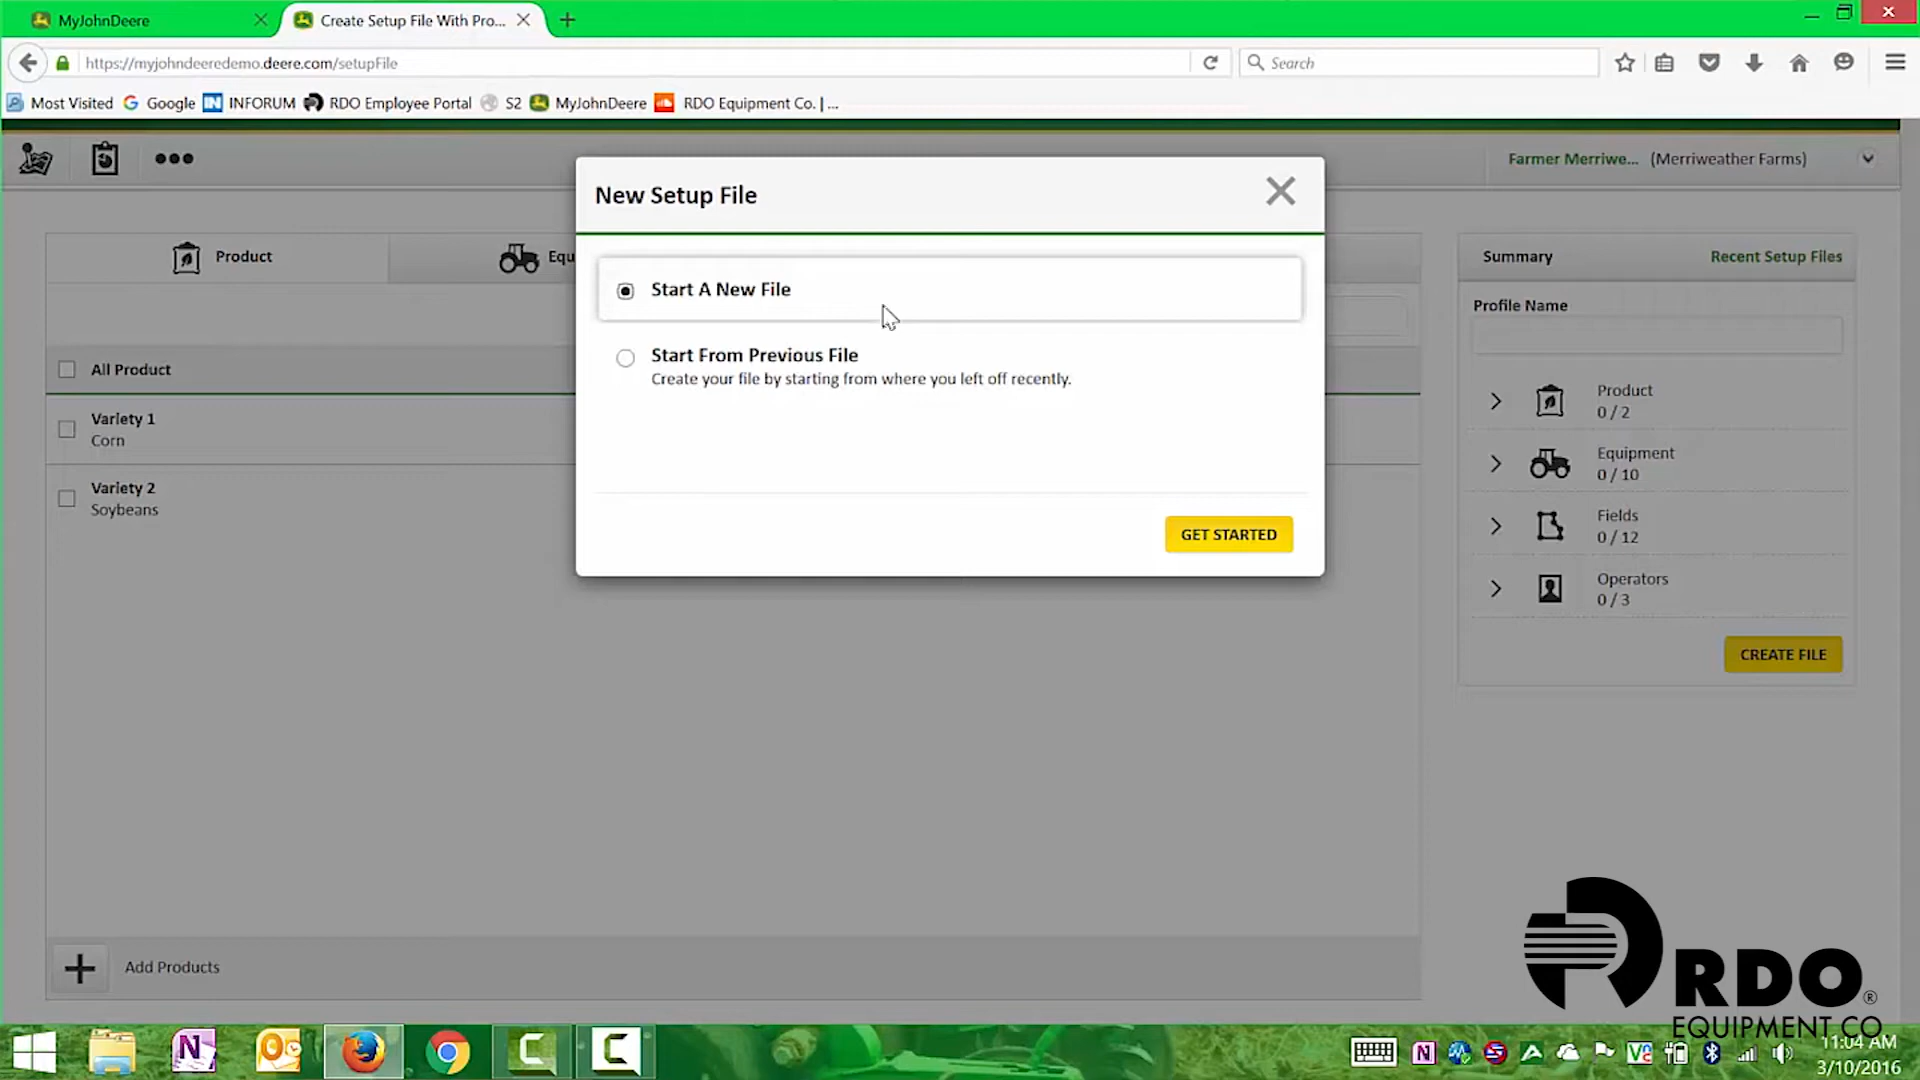 MyJohnDeere
Create Setup File With Pro...
https://myjohndeeredemo.deere.com/setupFile
Search
Most Visited
Google
INFORUM
RDO Employee Portal
S2
MyJohnDeere
RDO Equipment Co. | ...
Farmer Merriwe... (Merriweather Farms)
New Setup File
Start A New File
Start From Previous File
Create your file by starting from where you left off recently.
GET STARTED
Product
Equ
All Product
Variety 1
Corn
Variety 2
Soybeans
Add Products
Summary
Recent Setup Files
Profile Name
Product
0 / 2
Equipment
0 / 10
Fields
0 / 12
Operators
0 / 3
CREATE FILE
RDO®
EQUIPMENT CO.
11:04 AM
3/10/2016